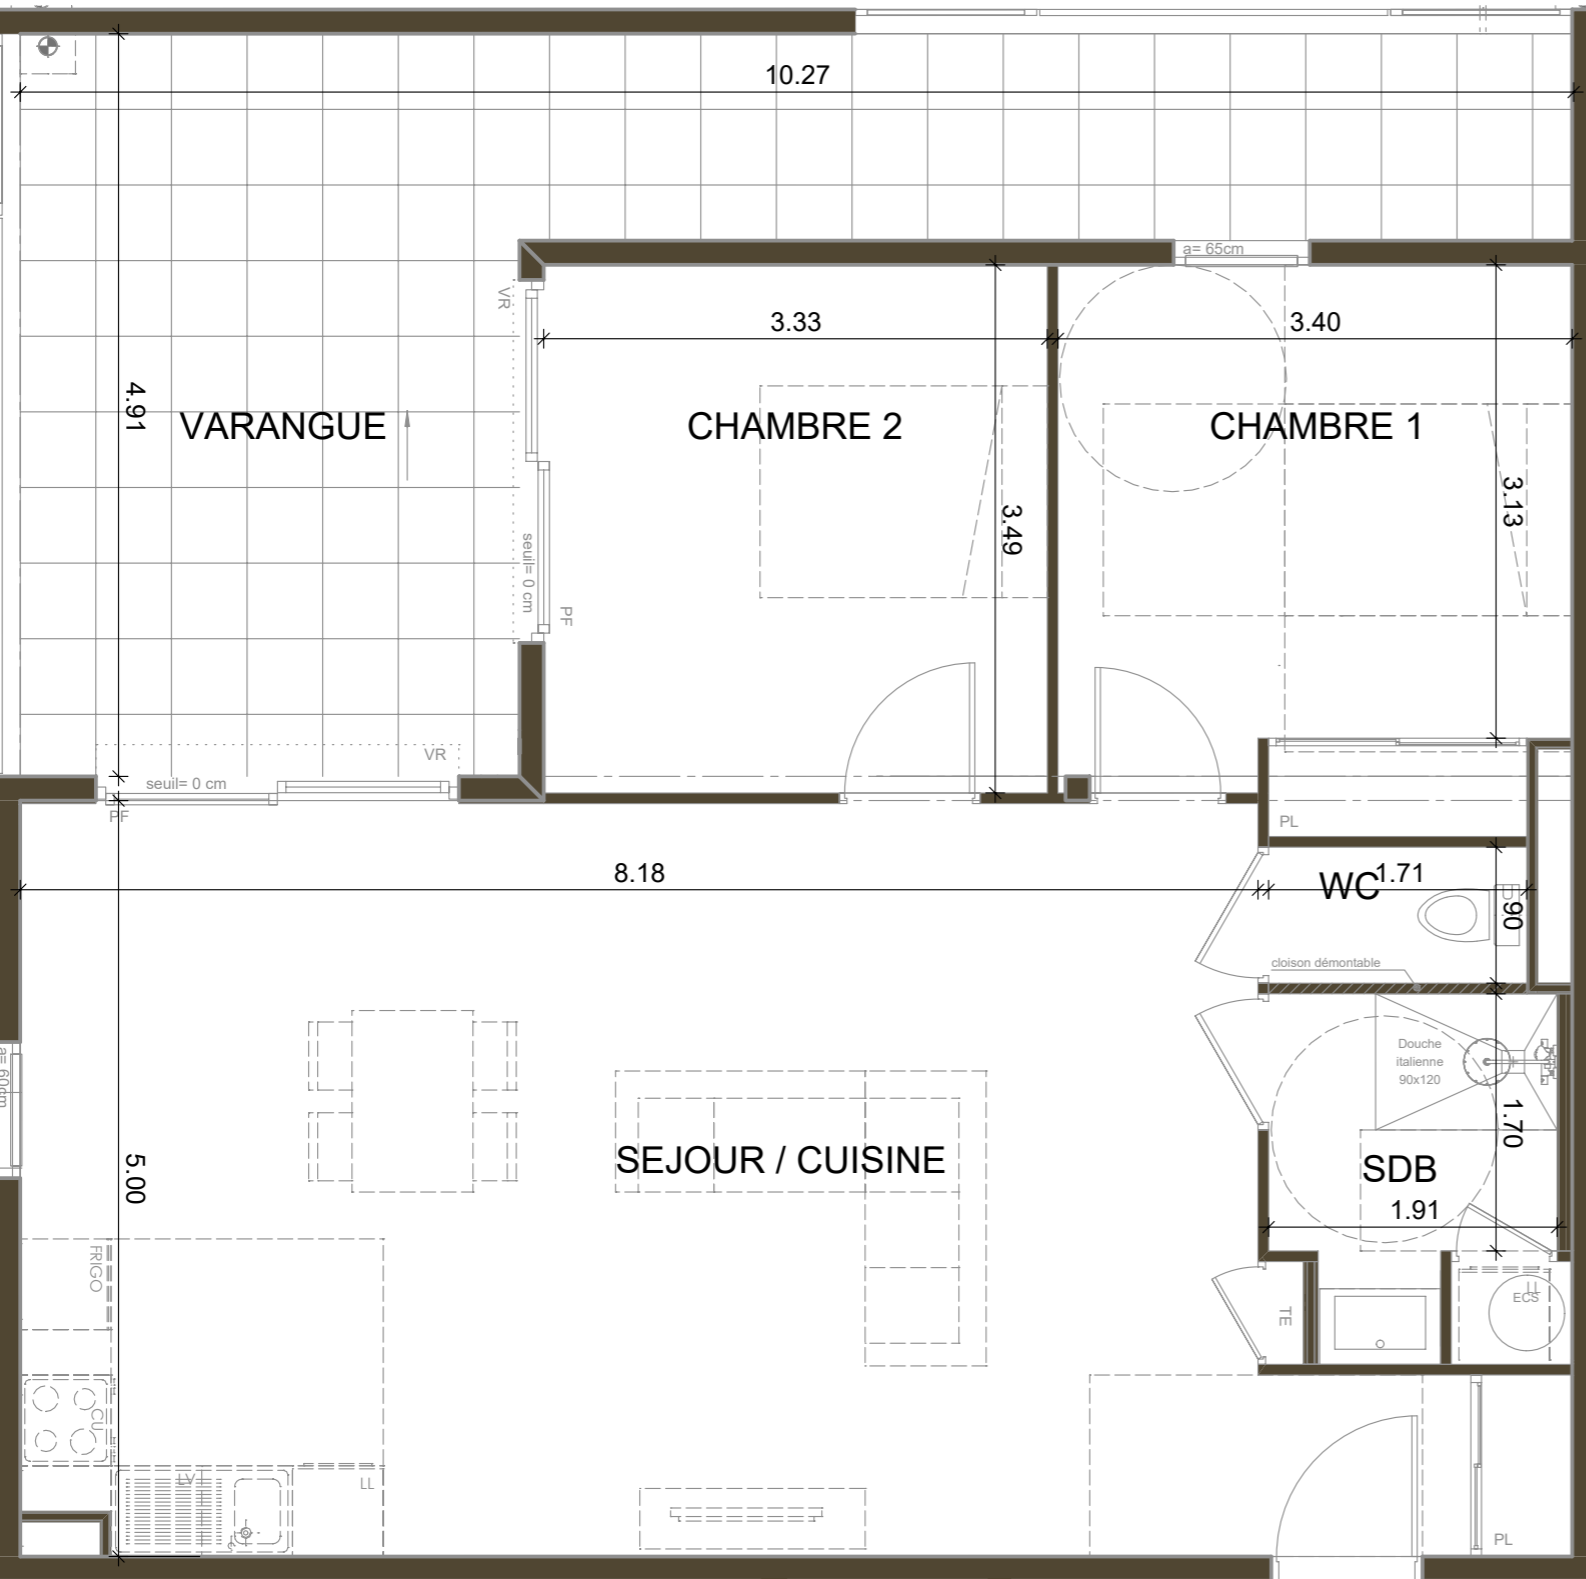 10.27
a= 65cm
VR
3.33
3.40
4.91
VARANGUE
CHAMBRE 2
CHAMBRE 1
3.13
3.49
seuil= 0 cm
PF
VR
seuil= 0 cm
PF
PL
8.18
WC
1.71
90
cloison démontable
a= 60cm
Douche
italienne
90x120
1.70
5.00
SEJOUR / CUISINE
SDB
1.91
FRIGO
LL
ECS
TE
CU
LV
LL
PL